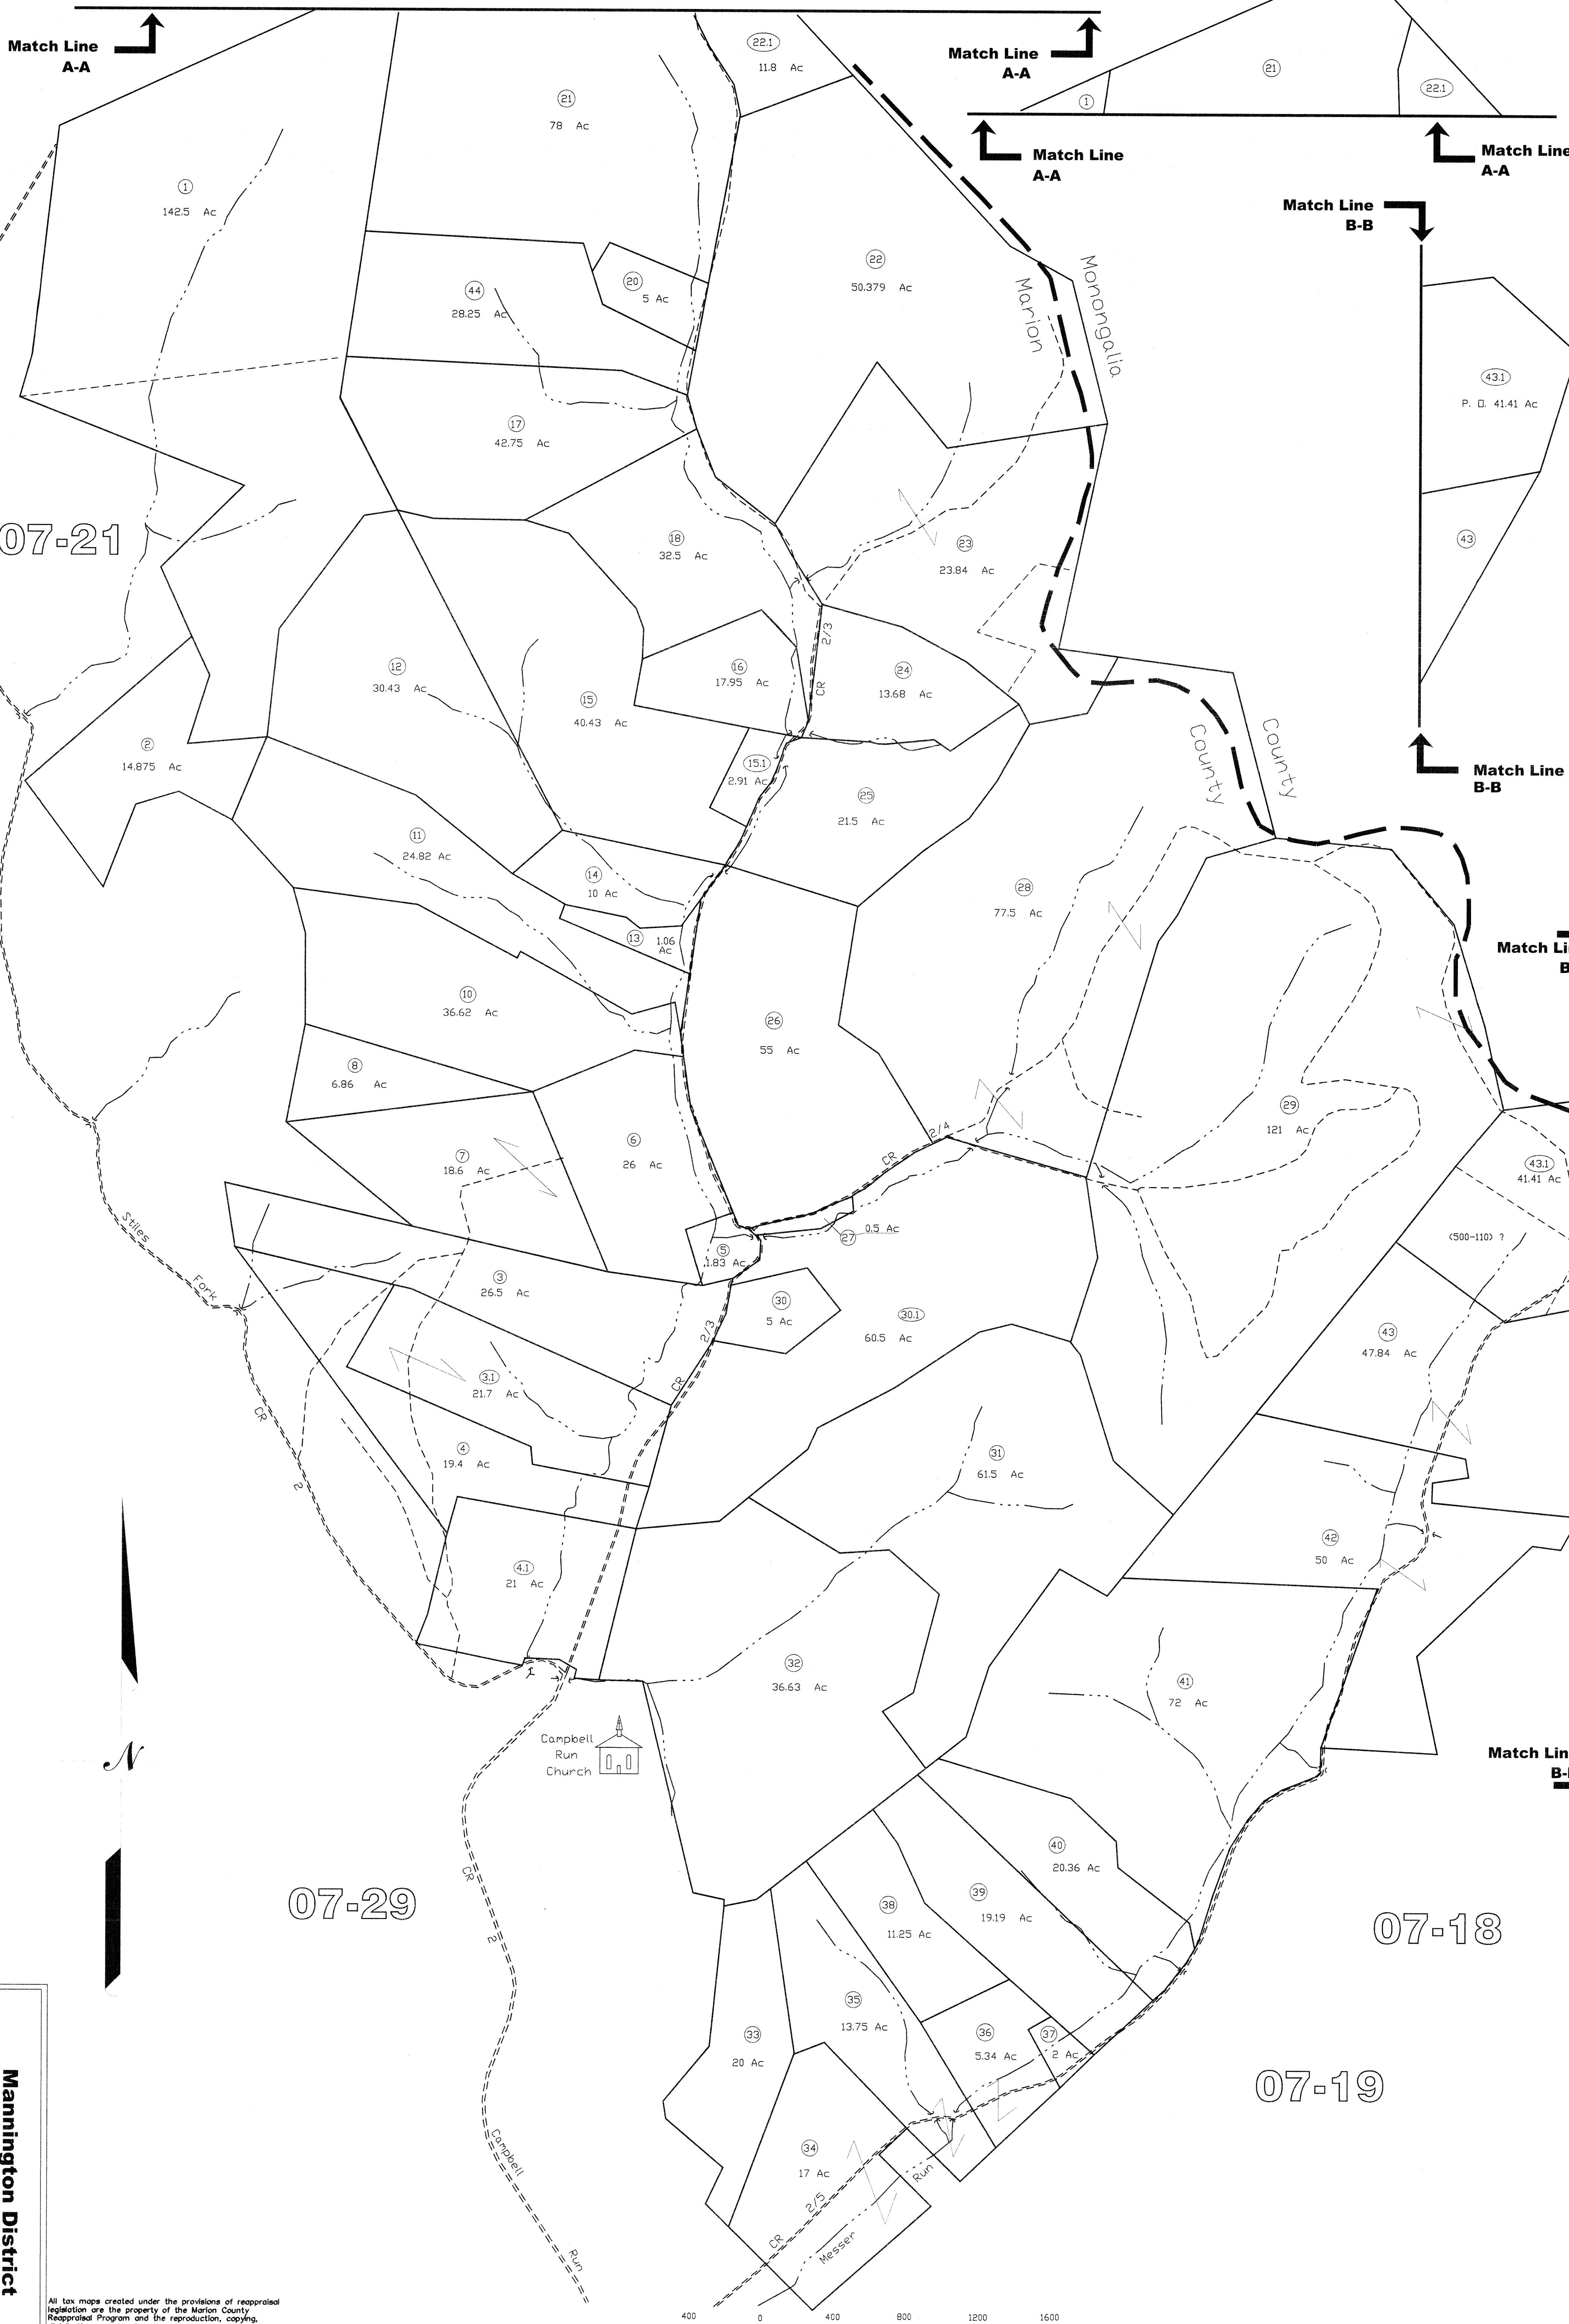 Match Line
A-A
Match Line
A-A
22.1
11.8 Ac
21
78 Ac
21
1
22.1
Match Line
A-A
Match Line
A-A
1
142.5 Ac
Match Line
B-B
22
50.379 Ac
Monongalia
Marion
44
28.25 Ac
20
5 Ac
43.1
P. O. 41.41 Ac
17
42.75 Ac
07-21
18
32.5 Ac
23
23.84 Ac
43
2/3
CR
12
30.43 Ac
16
17.95 Ac
24
13.68 Ac
15
40.43 Ac
County
County
2
14.875 Ac
15.1
2.91 Ac
Match Line
B-B
25
21.5 Ac
11
24.82 Ac
14
10 Ac
28
77.5 Ac
13
1.06
Ac
10
36.62 Ac
26
55 Ac
8
6.86 Ac
29
121 Ac
2/4
CR
6
26 Ac
7
18.6 Ac
43.1
41.41 Ac
Stiles
Fork
27
0.5 Ac
(500-110) ?
5
1.83 Ac
3
26.5 Ac
30
5 Ac
30.1
60.5 Ac
2/3
CR
43
47.84 Ac
3.1
21.7 Ac
CR
2
4
19.4 Ac
31
61.5 Ac
42
50 Ac
4.1
21 Ac
32
36.63 Ac
41
72 Ac
N
Campbell
Run
Church
40
20.36 Ac
CR
2
07-29
38
11.25 Ac
39
19.19 Ac
07-18
35
13.75 Ac
33
20 Ac
36
5.34 Ac
37
2 Ac
07-19
34
17 Ac
Campbell
Run
CR
2/5
Messer
Run
Mannington District
All tax maps created under the provisions of reappraisal
legislation are the property of the Marion County
Reappraisal Program and the reproduction, copying,
400 0 400 800 1200 1600